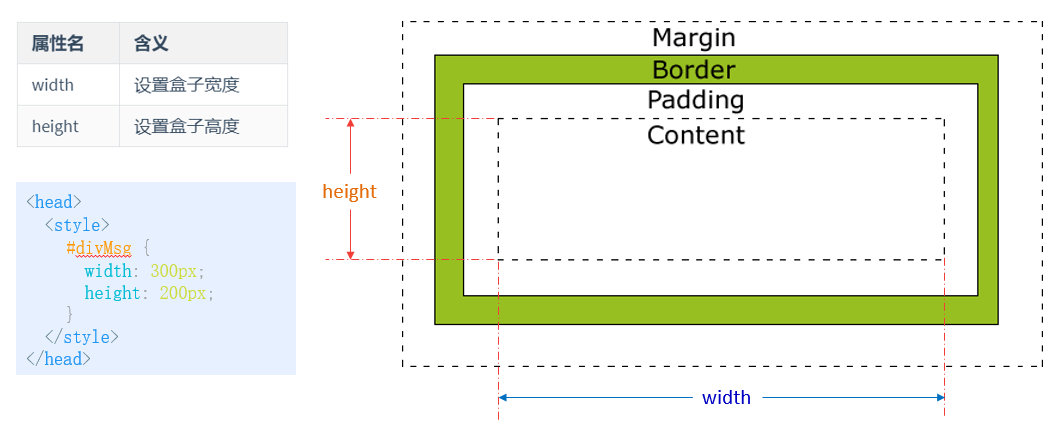 属性名 含义
width 设置盒子宽度
height 设置盒子高度
<head>
<style>
#divMsg {
width: 300px;
height: 200px;
}
</style>
</head>
Margin
Border
Padding
Content
height
width